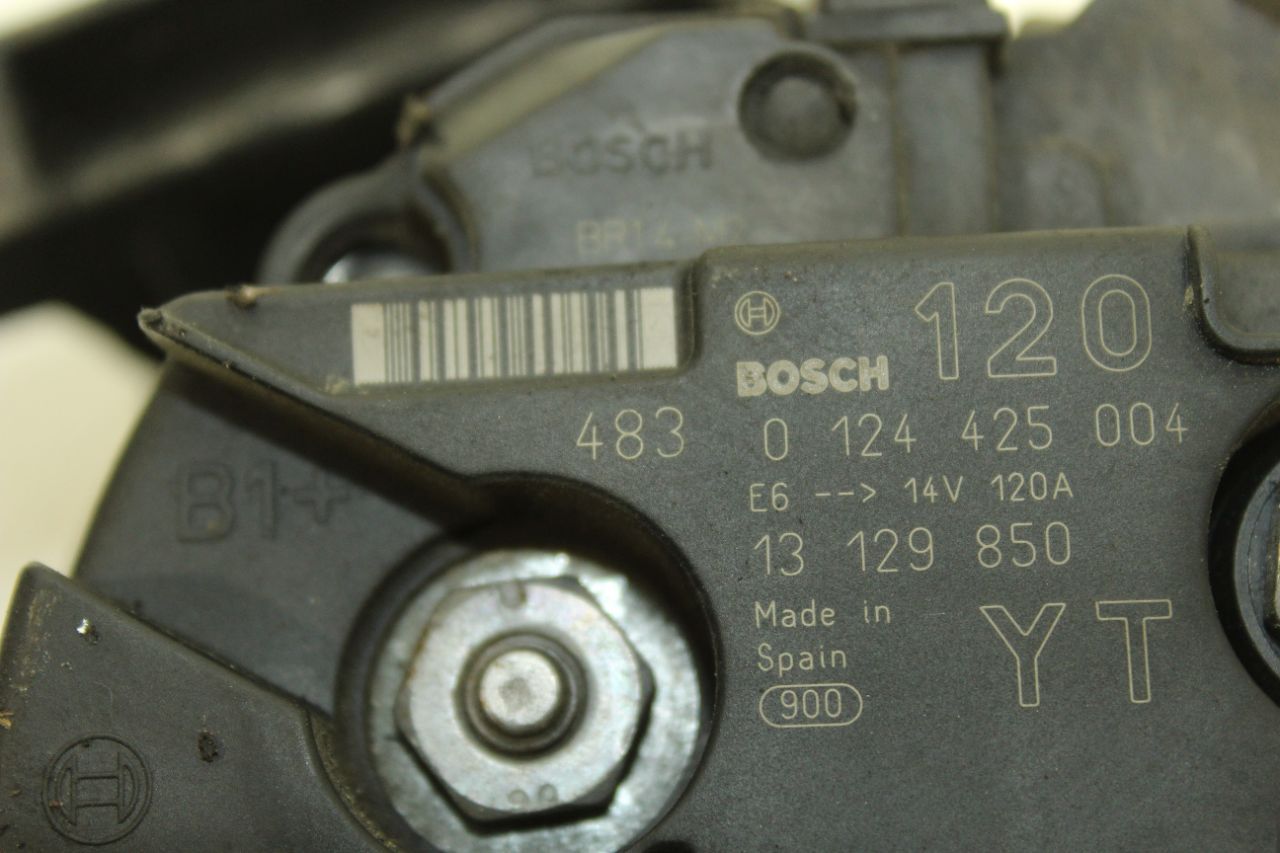 BOSCH
BR14-M2
BOSCH 120
483 0 124 425 004
E6 --> 14V 120A
13 129 850
B1+
Made in
Spain
YT
900